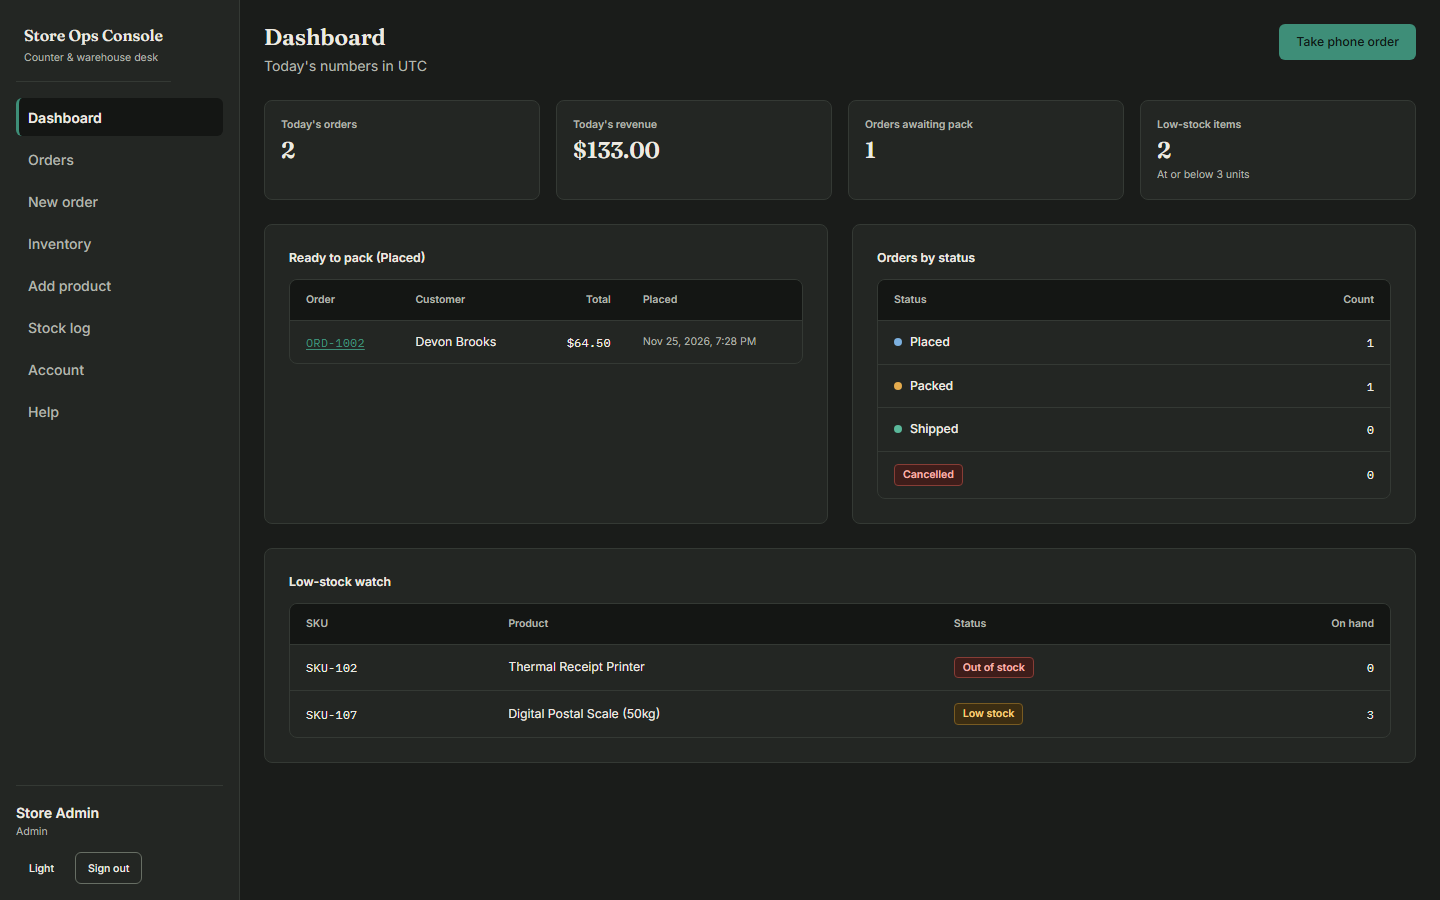 Store Ops Console
Counter & warehouse desk
Dashboard
Orders
New order
Inventory
Add product
Stock log
Account
Help
Store Admin
Admin
Light
Sign out
Dashboard
Today's numbers in UTC
Take phone order
Today's orders
2
Today's revenue
$133.00
Orders awaiting pack
1
Low-stock items
2
At or below 3 units
Ready to pack (Placed)
Order Customer Total Placed
ORD-1002 Devon Brooks $64.50 Nov 25, 2026, 7:28 PM
Orders by status
Status Count
Placed 1
Packed 1
Shipped 0
Cancelled 0
Low-stock watch
SKU Product Status On hand
SKU-102 Thermal Receipt Printer Out of stock 0
SKU-107 Digital Postal Scale (50kg) Low stock 3